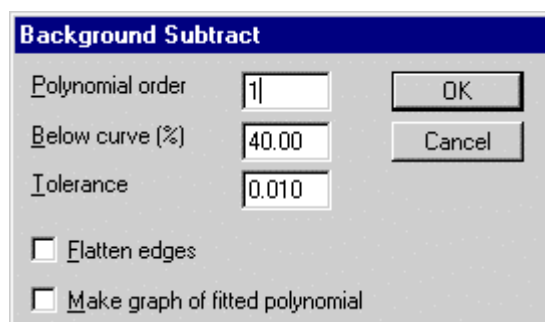 Background Subtract
Polynomial order 1 OK
Below curve (%) 40.00 Cancel
Tolerance 0.010
Flatten edges
Make graph of fitted polynomial